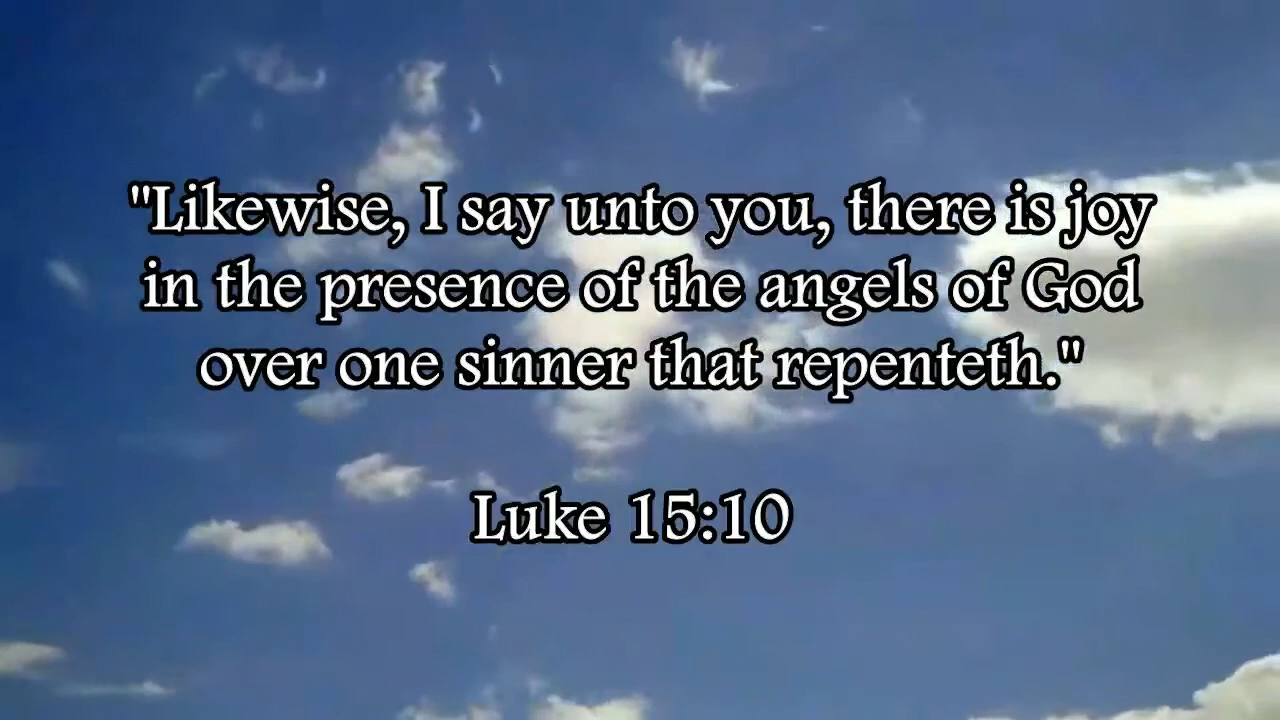 "Likewise, I say unto you, there is joy
in the presence of the angels of God
over one sinner that repenteth."
Luke 15:10